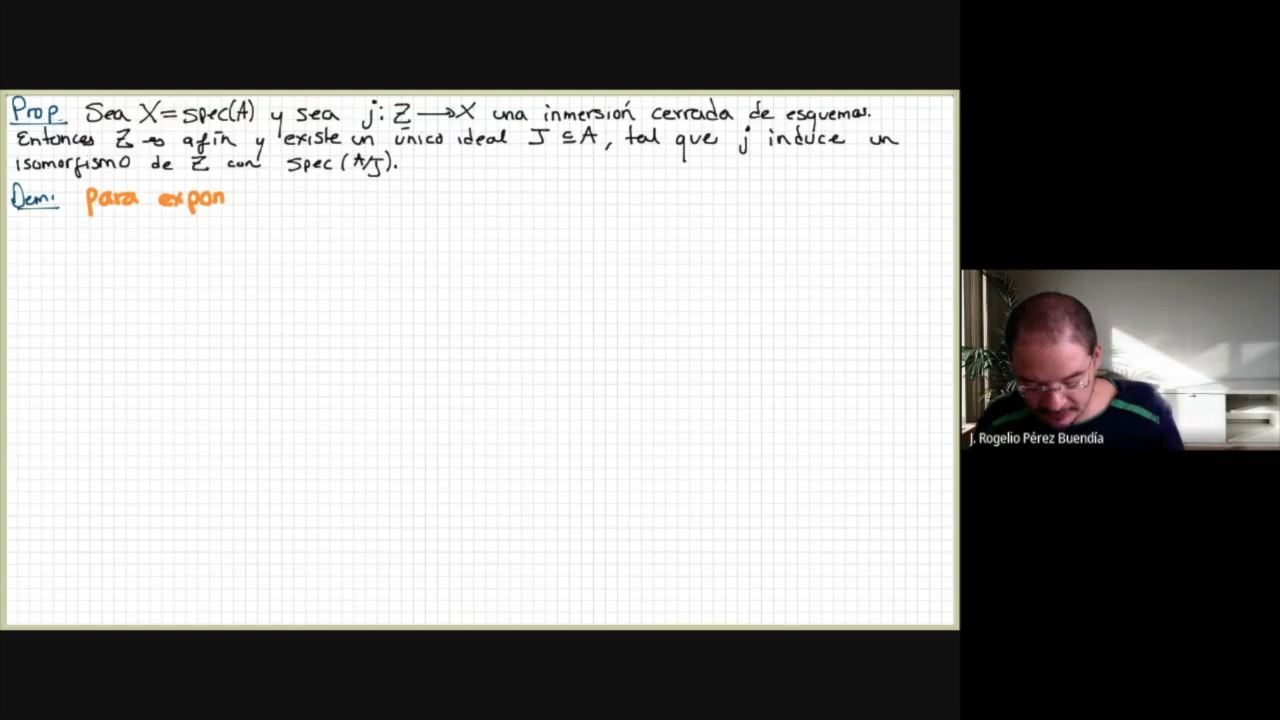 Prop. Sea X = spec(A) y sea j: Z → X una inmersión cerrada de esquemas.
Entonces Z es afín y existe un único ideal J ⊆ A, tal que j induce un
isomorfismo de Z con spec(A/J).
Dem. Para expon
J. Rogelio Pérez Buendía